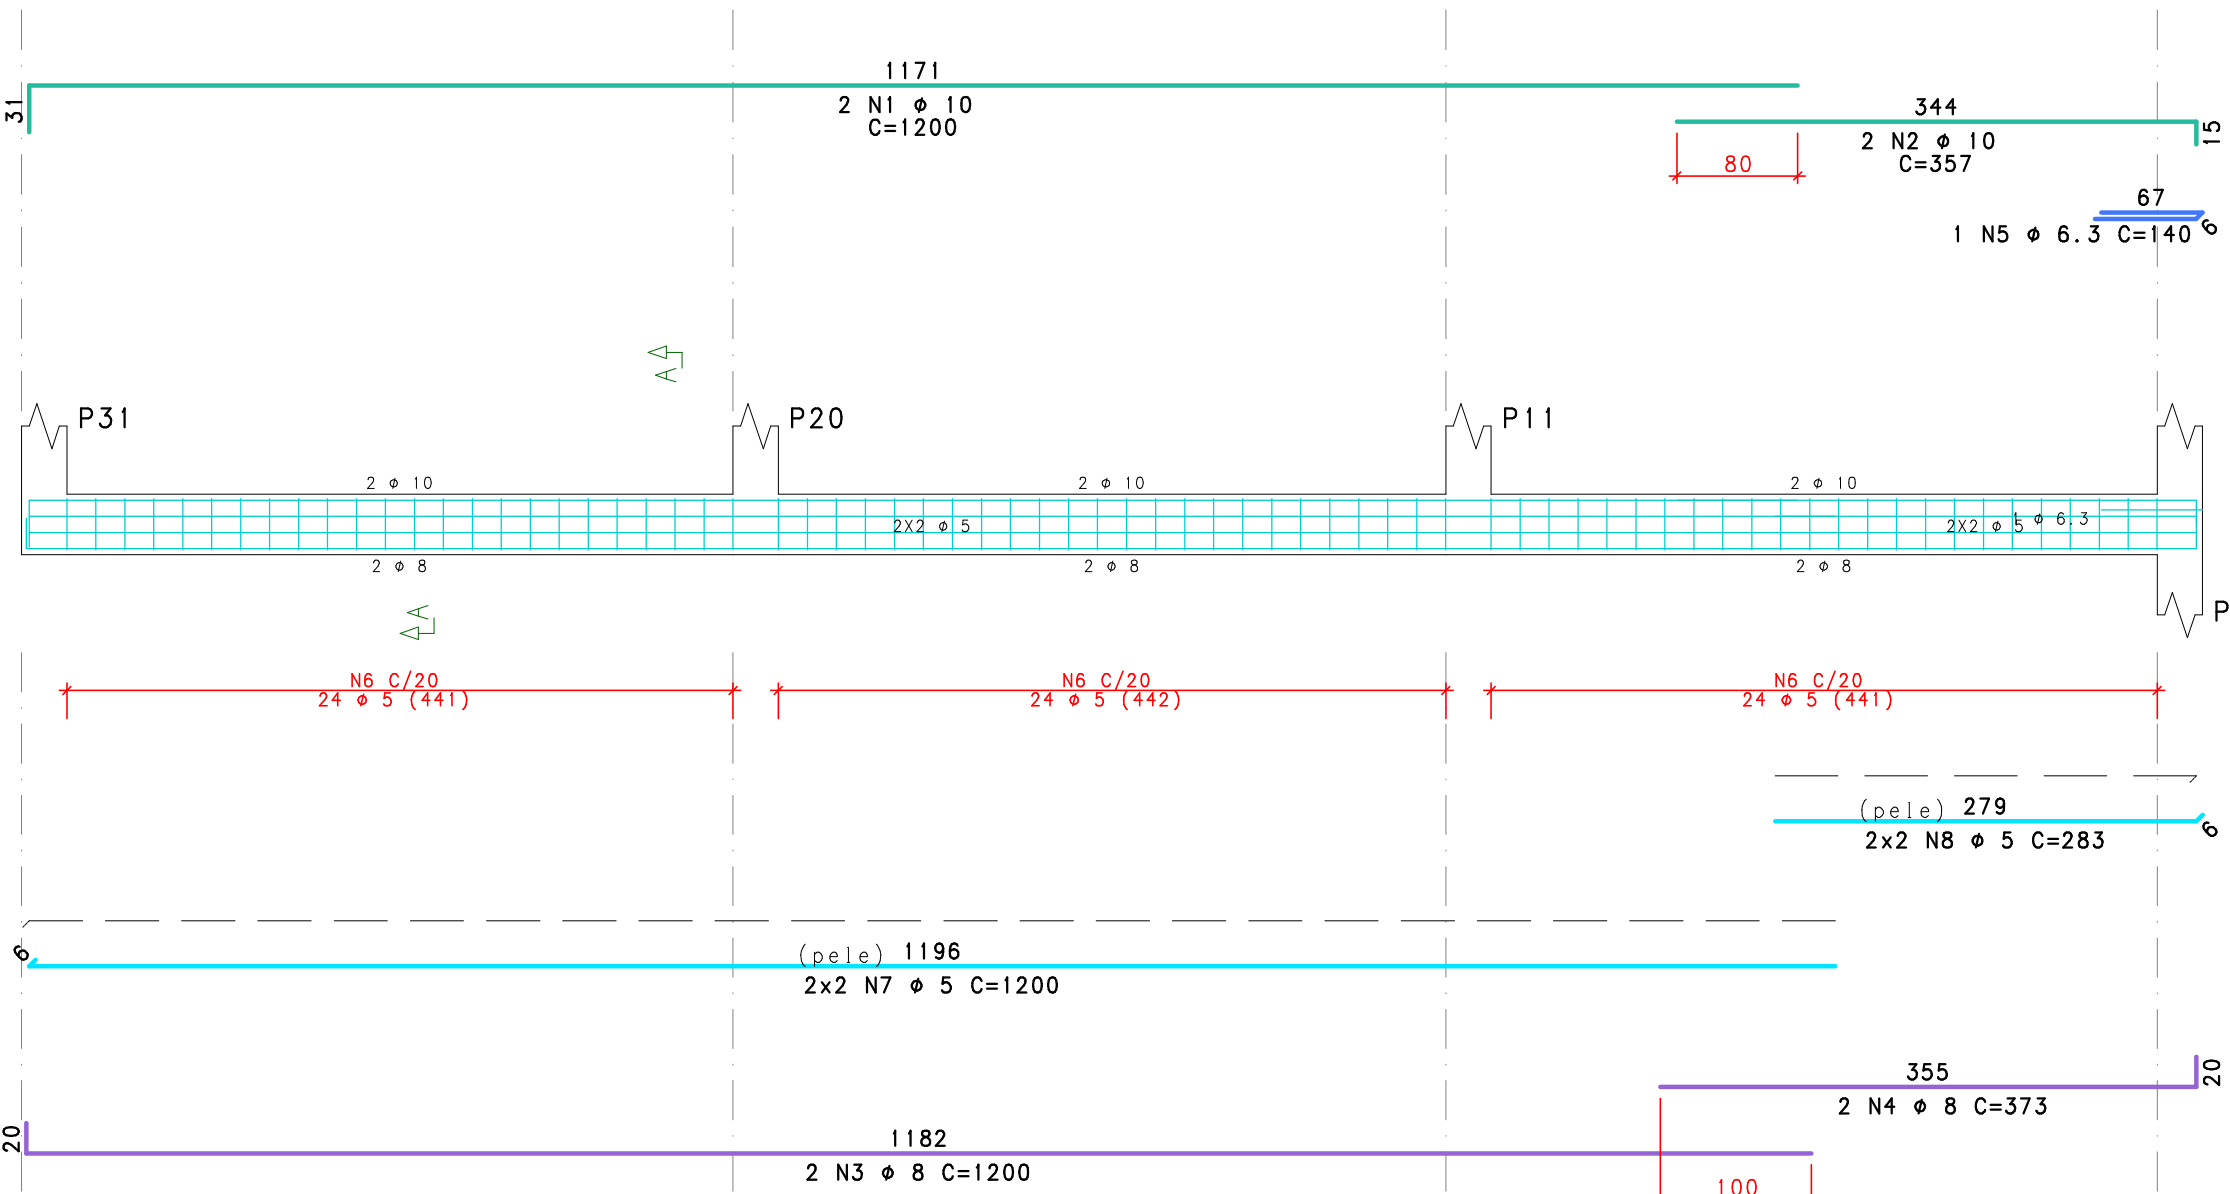 1171
31
2 N1 ø 10
C=1200
344
15
2 N2 ø 10
C=357
80
67
6
1 N5 ø 6.3 C=140
A
P31
P20
P11
2 ø 10
2 ø 10
2 ø 10
2X2 ø 5
2X2 ø 5
1 ø 6.3
2 ø 8
2 ø 8
2 ø 8
A
P
N6 C/20
24 ø 5 (441)
N6 C/20
24 ø 5 (442)
N6 C/20
24 ø 5 (441)
(pele) 279
6
2x2 N8 ø 5 C=283
6
(pele) 1196
2x2 N7 ø 5 C=1200
355
20
2 N4 ø 8 C=373
20
1182
2 N3 ø 8 C=1200
100